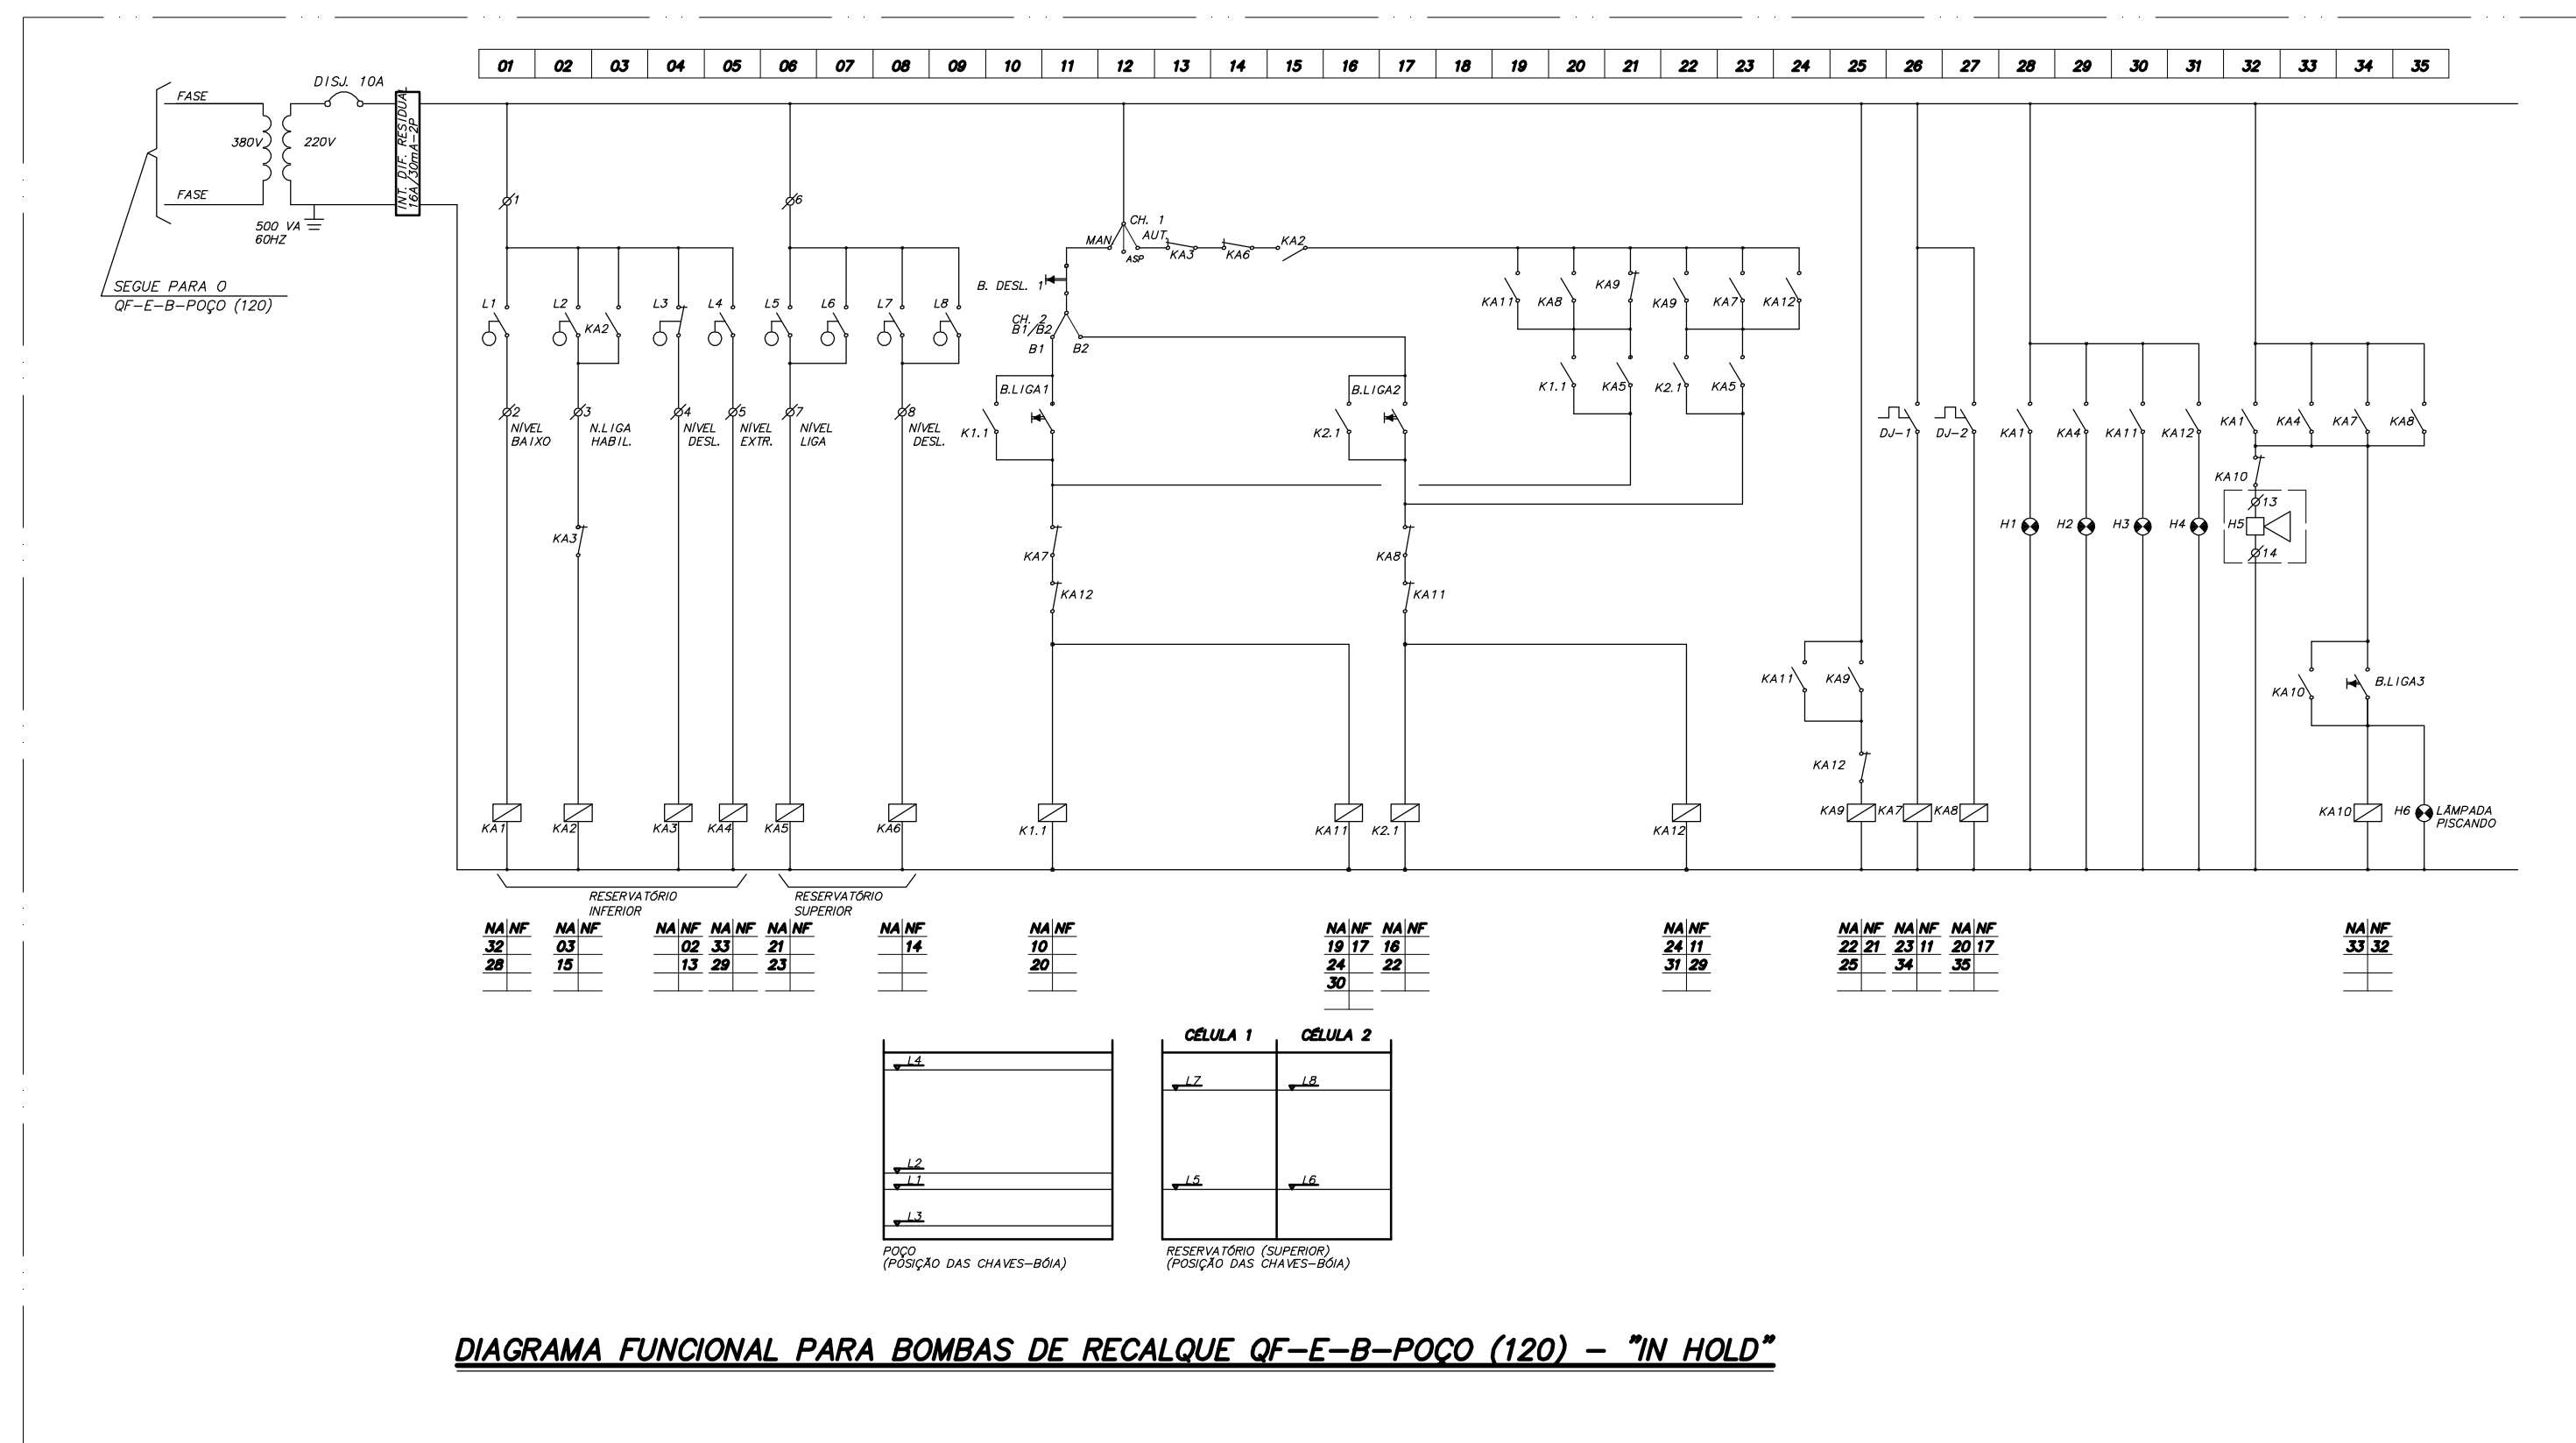 01 02 03 04 05 06 07 08 09 10 11 12 13 14 15 16 17 18 19 20 21 22 23 24 25 26 27 28 29 30 31 32 33 34 35
DISJ. 10A
FASE
380V
220V
FASE
INT. DIF. RESIDUAL
16A/30mA-2P
500 VA
60HZ
SEGUE PARA O
QF-E-B-POÇO (120)
1
6
CH. 1
MAN.
AUT.
ASP
KA3
KA6
KA2
B. DESL. 1
CH. 2
B1/B2
B1
B2
L1
L2
KA2
L3
L4
L5
L6
L7
L8
KA11
KA8
KA9
KA9
KA7
KA12
K1.1
KA5
K2.1
KA5
B.LIGA1
K1.1
B.LIGA2
K2.1
2
NÍVEL
BAIXO
3
N.LIGA
HABIL.
4
NÍVEL
DESL.
5
NÍVEL
EXTR.
7
NÍVEL
LIGA
8
NÍVEL
DESL.
DJ-1
DJ-2
KA1
KA4
KA11
KA12
KA1
KA4
KA7
KA8
KA10
13
H5
14
H1
H2
H3
H4
KA3
KA7
KA12
KA8
KA11
KA11
KA9
KA12
KA10
B.LIGA3
KA1
KA2
KA3
KA4
KA5
KA6
K1.1
KA11
K2.1
KA12
KA9
KA7
KA8
KA10
H6
LÂMPADA
PISCANDO
RESERVATÓRIO
INFERIOR
RESERVATÓRIO
SUPERIOR
NA NF NA NF NA NF NA NF NA NF NA NF NA NF NA NF NA NF NA NF NA NF NA NF NA NF NA NF
32 03 02 33 21 14 10 19 17 16 24 11 22 21 23 11 20 17 33 32
28 15 13 29 23 20 24 22 31 29 25 34 35
30
CÉLULA 1
CÉLULA 2
L4
L2
L1
L3
L7
L8
L5
L6
POÇO
(POSIÇÃO DAS CHAVES-BÓIA)
RESERVATÓRIO (SUPERIOR)
(POSIÇÃO DAS CHAVES-BÓIA)
DIAGRAMA FUNCIONAL PARA BOMBAS DE RECALQUE QF-E-B-POÇO (120) - "IN HOLD"